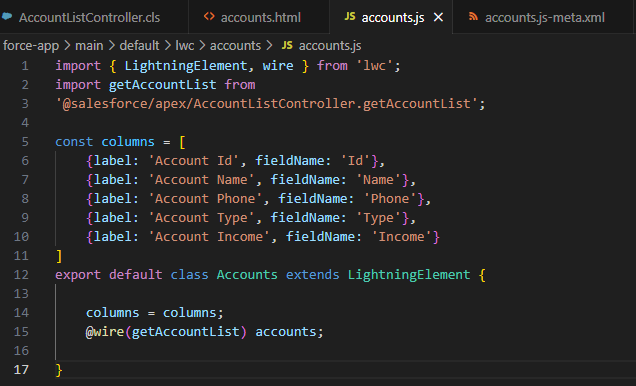 AccountListController.cls accounts.html JS accounts.js accounts.js-meta.xml
force-app > main > default > lwc > accounts > JS accounts.js
1 import { LightningElement, wire } from 'lwc';
2 import getAccountList from
3 '@salesforce/apex/AccountListController.getAccountList';
4
5 const columns = [
6 {label: 'Account Id', fieldName: 'Id'},
7 {label: 'Account Name', fieldName: 'Name'},
8 {label: 'Account Phone', fieldName: 'Phone'},
9 {label: 'Account Type', fieldName: 'Type'},
10 {label: 'Account Income', fieldName: 'Income'}
11 ]
12 export default class Accounts extends LightningElement {
13
14 columns = columns;
15 @wire(getAccountList) accounts;
16
17 }